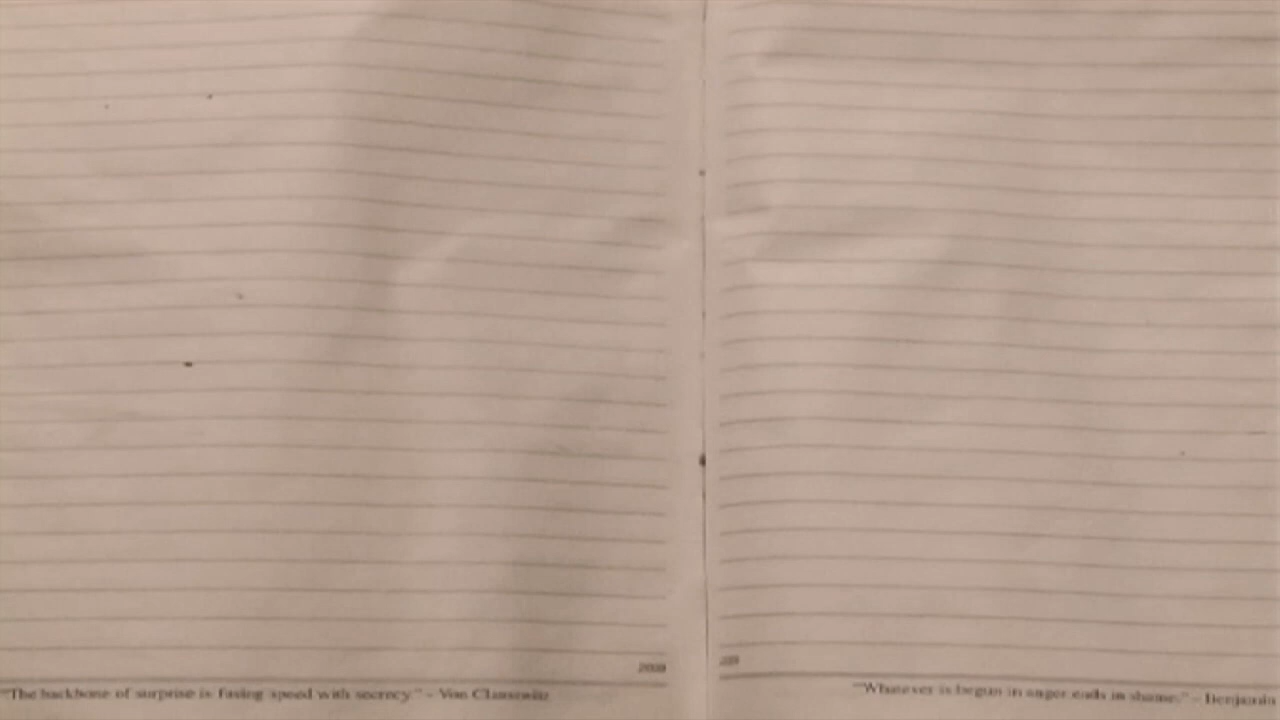 "The backbone of surprise is fusing speed with secrecy." - Von Clausewitz
"Whatever is begun in anger ends in shame." - Benjamin